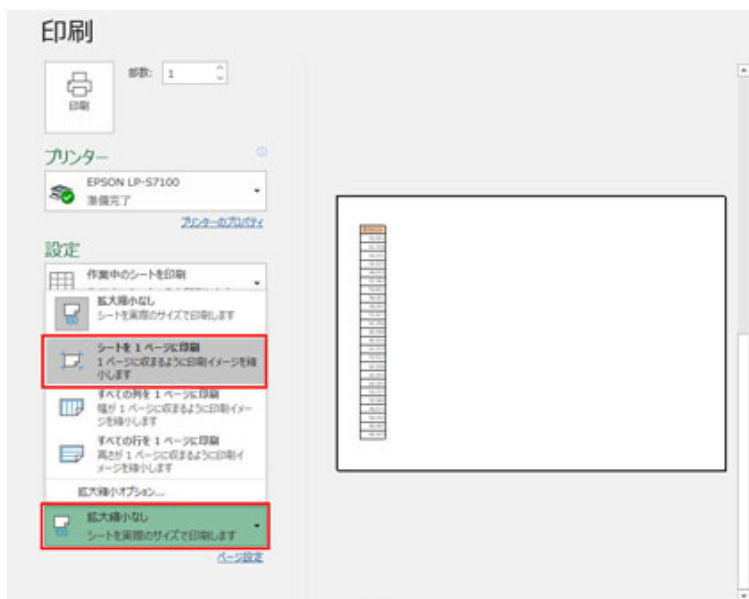 印刷
部数: 1
印刷
プリンター
EPSON LP-S7100
準備完了
プリンターのプロパティ
設定
作業中のシートを印刷
拡大縮小なし
シートを実際のサイズで印刷します
シートを 1 ページに印刷
1 ページに収まるように印刷イメージを縮
小します
すべての列を 1 ページに印刷
幅が 1 ページに収まるように印刷イメー
ジを縮小します
すべての行を 1 ページに印刷
高さが 1 ページに収まるように印刷イ
メージを縮小します
拡大縮小オプション...
拡大縮小なし
シートを実際のサイズで印刷します
ページ設定